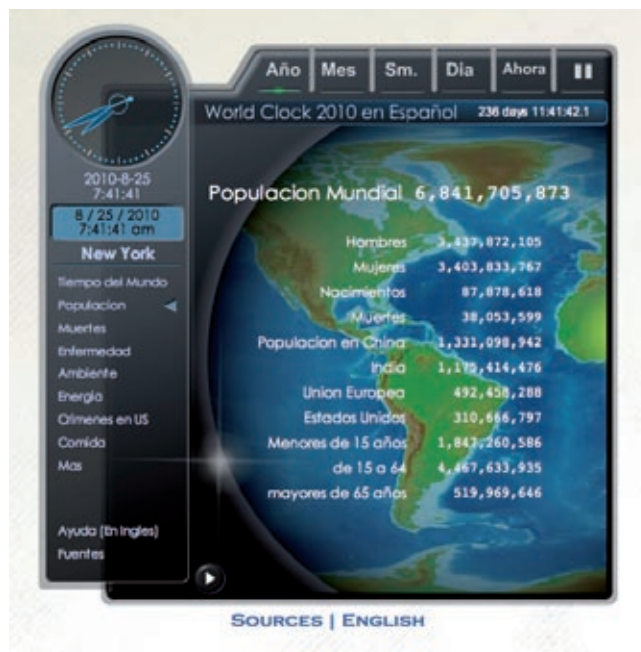 Año Mes Sm. Dia Ahora
World Clock 2010 en Español 236 days 11:41:42.1
2010-8-25
7:41:41
8 / 25 / 2010
7:41:41 am
New York
Tiempo del Mundo
Populacion
Muertes
Enfermedad
Ambiente
Energia
Crimenes en US
Comida
Mas
Ayuda (En Ingles)
Fuentes
Populacion Mundial 6,841,705,873
Hombres 3,437,872,105
Mujeres 3,403,833,767
Nacimientos 87,878,618
Muertes 38,053,599
Populacion en China 1,331,098,942
India 1,175,414,476
Union Europea 492,458,288
Estados Unidos 310,666,797
Menores de 15 años 1,847,260,586
de 15 a 64 4,467,633,935
mayores de 65 años 519,969,646
SOURCES | ENGLISH